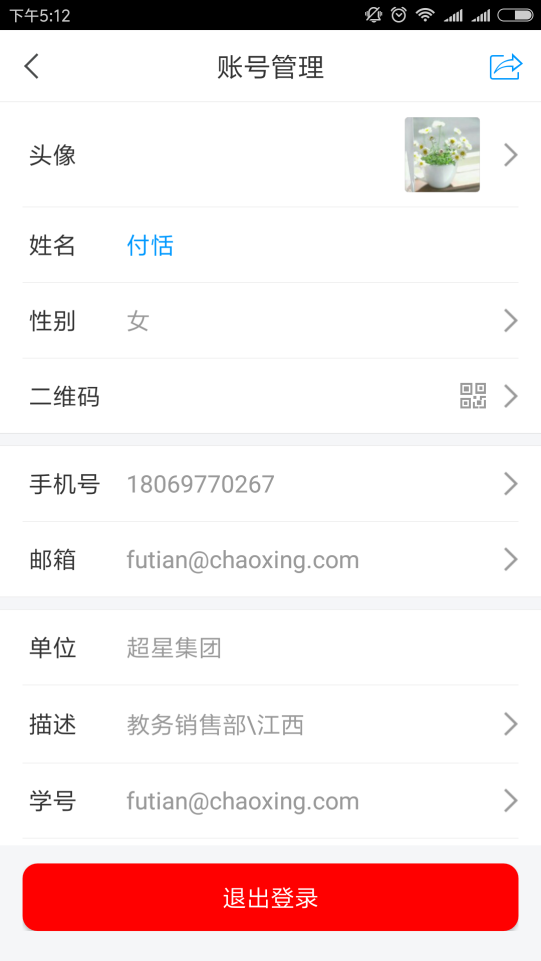 下午5:12
账号管理
头像
姓名 付恬
性别 女
二维码
手机号 18069770267
邮箱 futian@chaoxing.com
单位 超星集团
描述 教务销售部\江西
学号 futian@chaoxing.com
退出登录